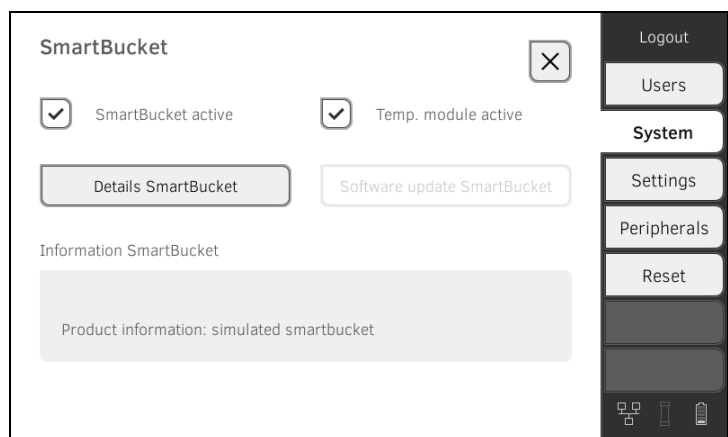 SmartBucket
SmartBucket active
Temp. module active
Details SmartBucket
Software update SmartBucket
Information SmartBucket
Product information: simulated smartbucket
Logout
Users
System
Settings
Peripherals
Reset